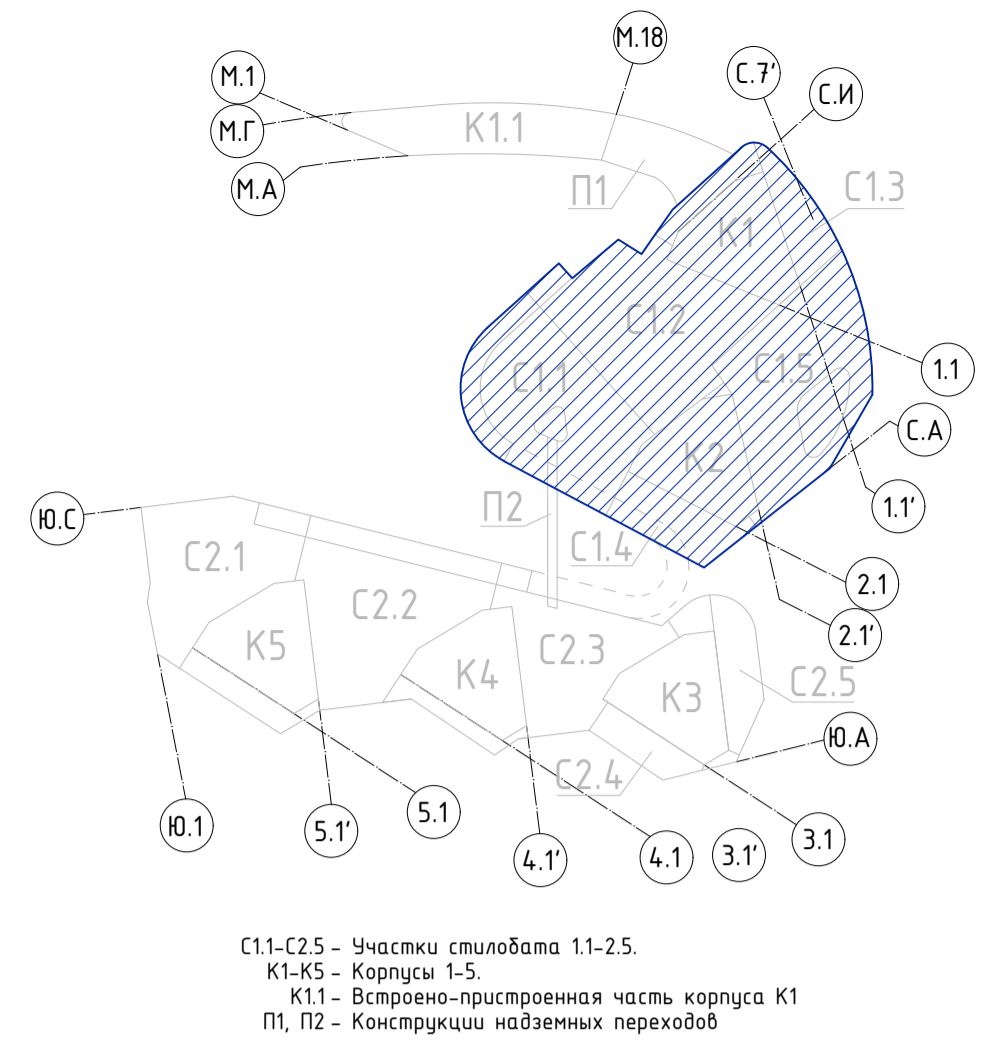 М.18
М.1
С.7′
С.И
М.Г
К1.1
М.А
П1
С1.3
К1
С1.2
1.1
С1.5
С1.1
С.А
К2
1.1′
П2
Ю.С
С1.4
С2.1
2.1
С2.2
2.1′
К5
С2.3
К4
С2.5
К3
Ю.А
С2.4
5.1
Ю.1
5.1′
3.1
4.1′
4.1
3.1′
С1.1-С2.5 - Участки стилобата 1.1-2.5.
К1-К5 - Корпусы 1-5.
К1.1 - Встроено-пристроенная часть корпуса К1
П1, П2 - Конструкции надземных переходов